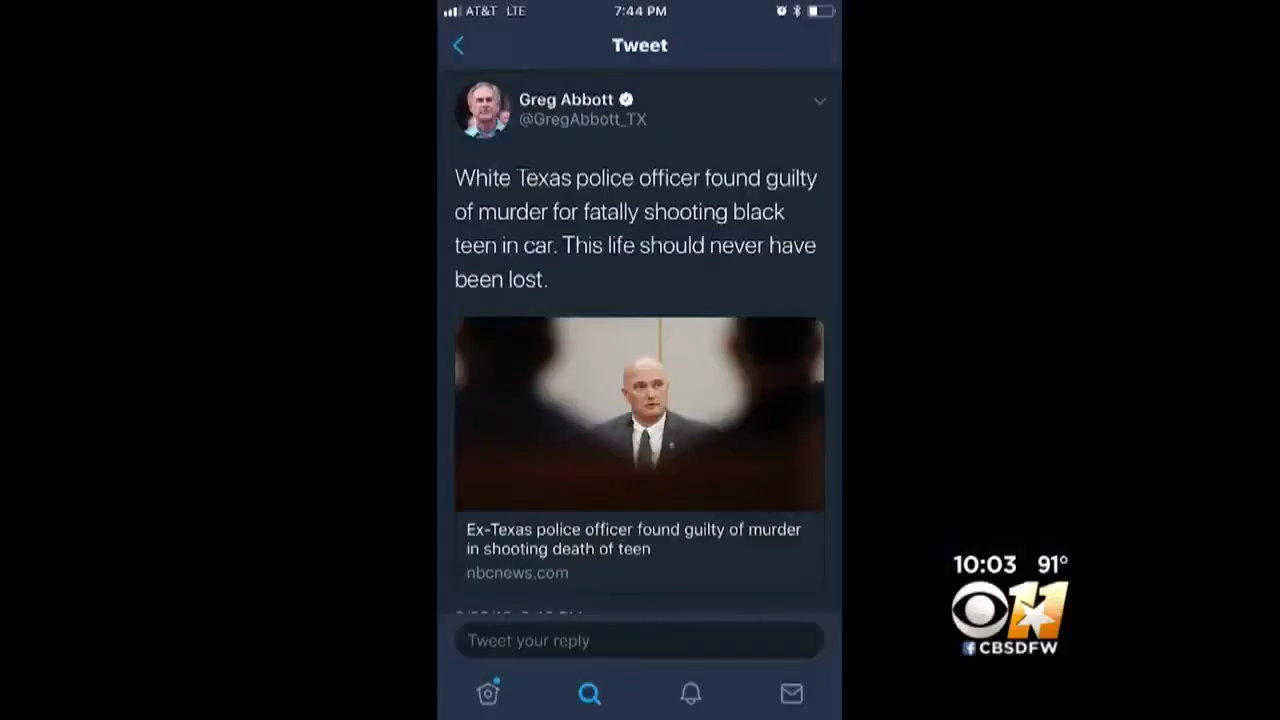 AT&T LTE 7:44 PM
Tweet
Greg Abbott
@GregAbbott_TX
White Texas police officer found guilty
of murder for fatally shooting black
teen in car. This life should never have
been lost.
Ex-Texas police officer found guilty of murder
in shooting death of teen
nbcnews.com
Tweet your reply
10:03 91°
11
CBSDFW